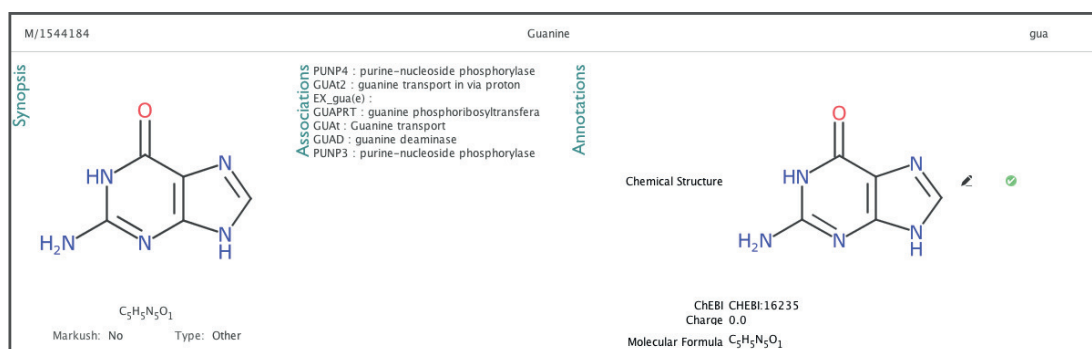 M/1544184 Guanine gua
Synopsis
O
HN
N
H₂N
N
N
H
C₅H₅N₅O₁
Markush: No Type: Other
Associations
PUNP4 : purine-nucleoside phosphorylase
GUAt2 : guanine transport in via proton
EX_gua(e) :
GUAPRT : guanine phosphoribosyltransfera
GUAt : Guanine transport
GUAD : guanine deaminase
PUNP3 : purine-nucleoside phosphorylase
Annotations
Chemical Structure
O
HN
N
H₂N
N
N
H
ChEBI CHEBI:16235
Charge 0.0
Molecular Formula C₅H₅N₅O₁